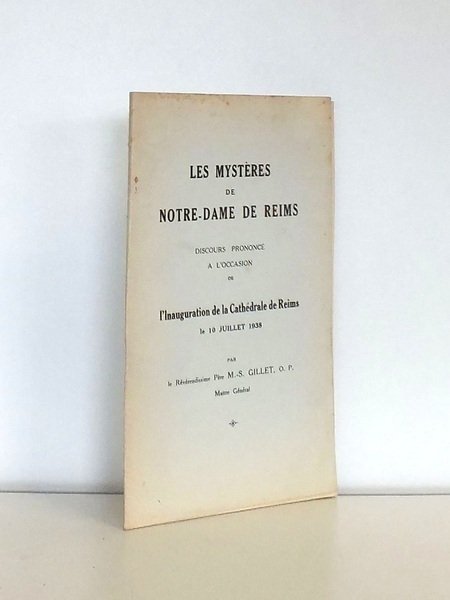 LES MYSTÈRES
DE
NOTRE-DAME DE REIMS
DISCOURS PRONONCÉ
A L'OCCASION
DE
l'Inauguration de la Cathédrale de Reims
le 10 JUILLET 1938
PAR
le Révérendissime Père M.-S. GILLET, O. P.
Maître Général